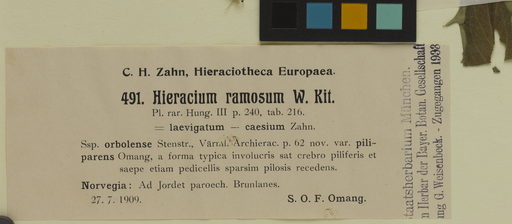 C. H. Zahn, Hieraciotheca Europaea.
491. Hieracium ramosum W. Kit.
Pl. rar. Hung. III p. 240, tab. 216.
= laevigatum — caesium Zahn.
Ssp. orbolense Stenstr., Värml. Archierac. p. 62 nov. var. pili-
parens Omang, a forma typica involucris sat crebro piliferis et
saepe etiam pedicellis sparsim pilosis recedens.
Norvegia: Ad Jordet paroech. Brunlanes.
27. 7. 1909. S. O. F. Omang.
taatsherbarium München.
n Herbar der Bayer. Botan. Gesellschaft
ng G. Weisenbeck. - Zugegangen 1938